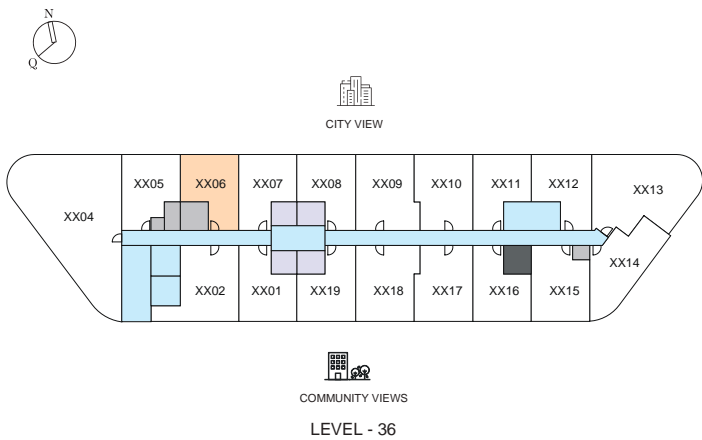 N
Q
CITY VIEW
XX05 XX06 XX07 XX08 XX09 XX10 XX11 XX12
XX04 XX13
XX14
XX02 XX01 XX19 XX18 XX17 XX16 XX15
COMMUNITY VIEWS
LEVEL - 36